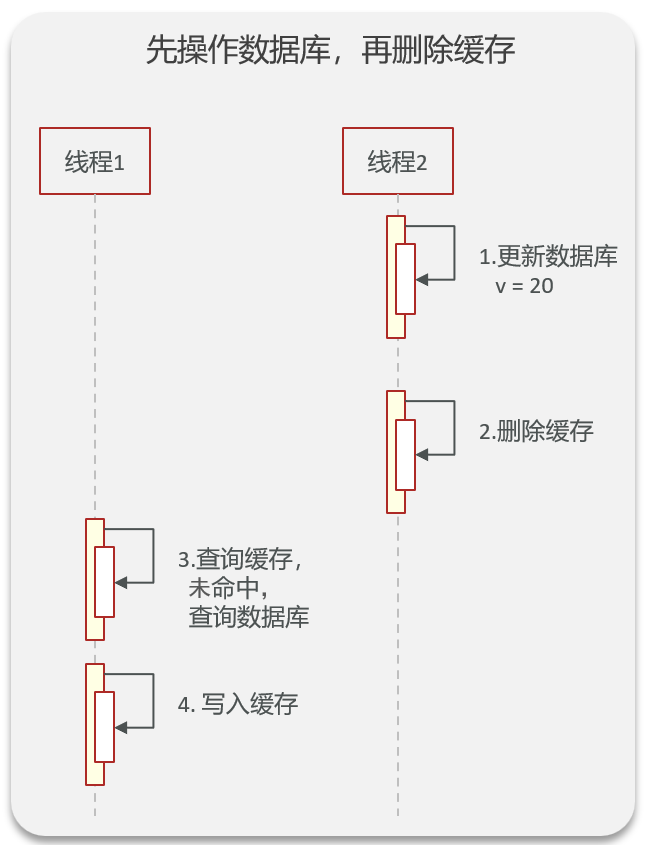 先操作数据库，再删除缓存
线程1
线程2
1.更新数据库
v = 20
2.删除缓存
3.查询缓存，
未命中，
查询数据库
4. 写入缓存